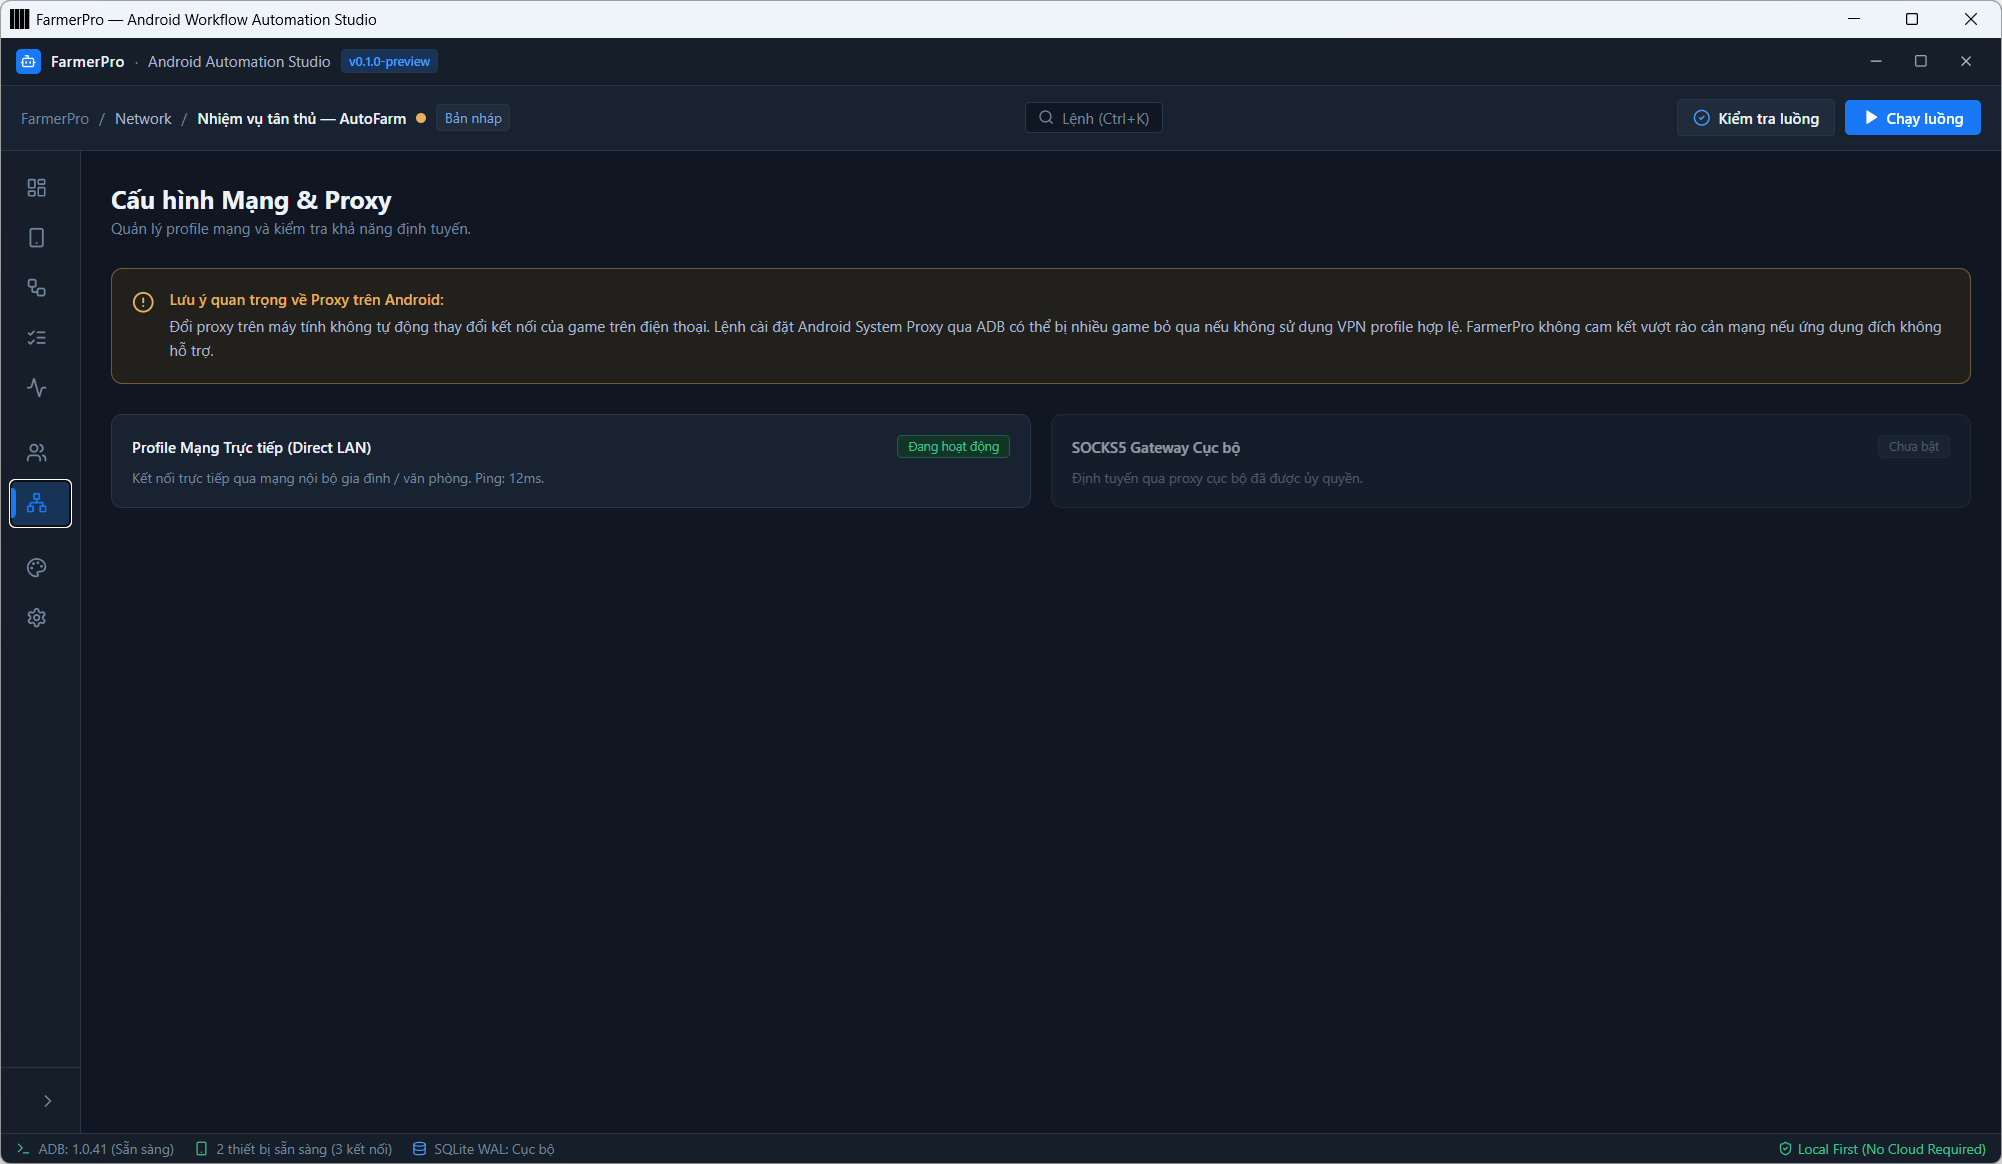 FarmerPro — Android Workflow Automation Studio
FarmerPro · Android Automation Studio v0.1.0-preview
FarmerPro / Network / Nhiệm vụ tân thủ — AutoFarm Bản nháp Lệnh (Ctrl+K) Kiểm tra luồng Chạy luồng
Cấu hình Mạng & Proxy
Quản lý profile mạng và kiểm tra khả năng định tuyến.
Lưu ý quan trọng về Proxy trên Android:
Đổi proxy trên máy tính không tự động thay đổi kết nối của game trên điện thoại. Lệnh cài đặt Android System Proxy qua ADB có thể bị nhiều game bỏ qua nếu không sử dụng VPN profile hợp lệ. FarmerPro không cam kết vượt rào cản mạng nếu ứng dụng đích không
hỗ trợ.
Profile Mạng Trực tiếp (Direct LAN) Đang hoạt động
Kết nối trực tiếp qua mạng nội bộ gia đình / văn phòng. Ping: 12ms.
SOCKS5 Gateway Cục bộ Chưa bật
Định tuyến qua proxy cục bộ đã được ủy quyền.
ADB: 1.0.41 (Sẵn sàng) 2 thiết bị sẵn sàng (3 kết nối) SQLite WAL: Cục bộ Local First (No Cloud Required)